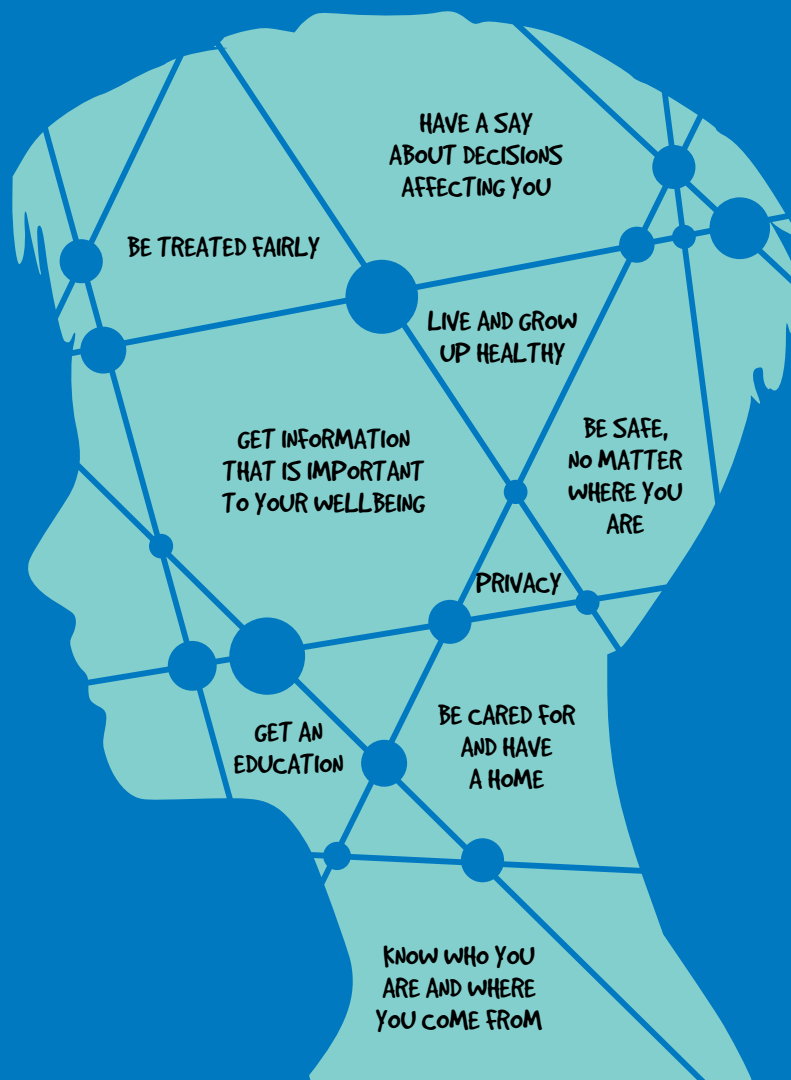 HAVE A SAY
ABOUT DECISIONS
AFFECTING YOU
BE TREATED FAIRLY
LIVE AND GROW
UP HEALTHY
GET INFORMATION
THAT IS IMPORTANT
TO YOUR WELLBEING
BE SAFE,
NO MATTER
WHERE YOU
ARE
PRIVACY
GET AN
EDUCATION
BE CARED FOR
AND HAVE
A HOME
KNOW WHO YOU
ARE AND WHERE
YOU COME FROM